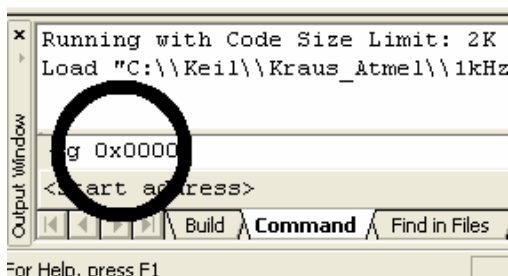 Running with Code Size Limit: 2K
Load "C:\\Keil\\Kraus_Atmel\\1kHz
g 0x0000
<Start address>
Output Window
Build Command Find in Files
For Help, press F1